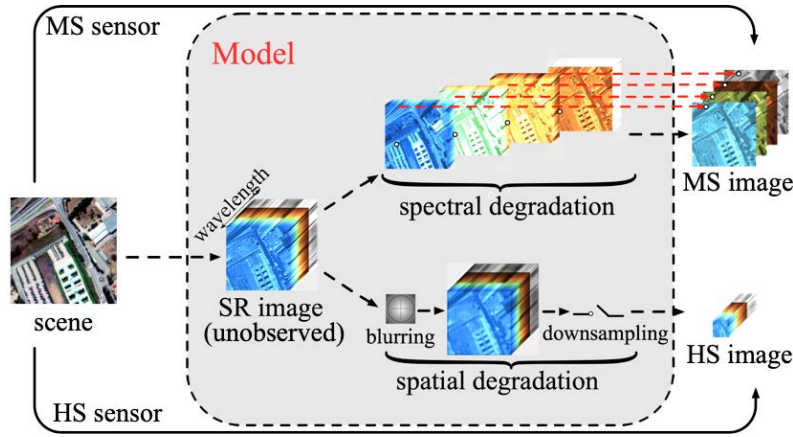 MS sensor
Model
wavelength
MS image
spectral degradation
scene
SR image
(unobserved)
blurring
downsampling
HS image
spatial degradation
HS sensor